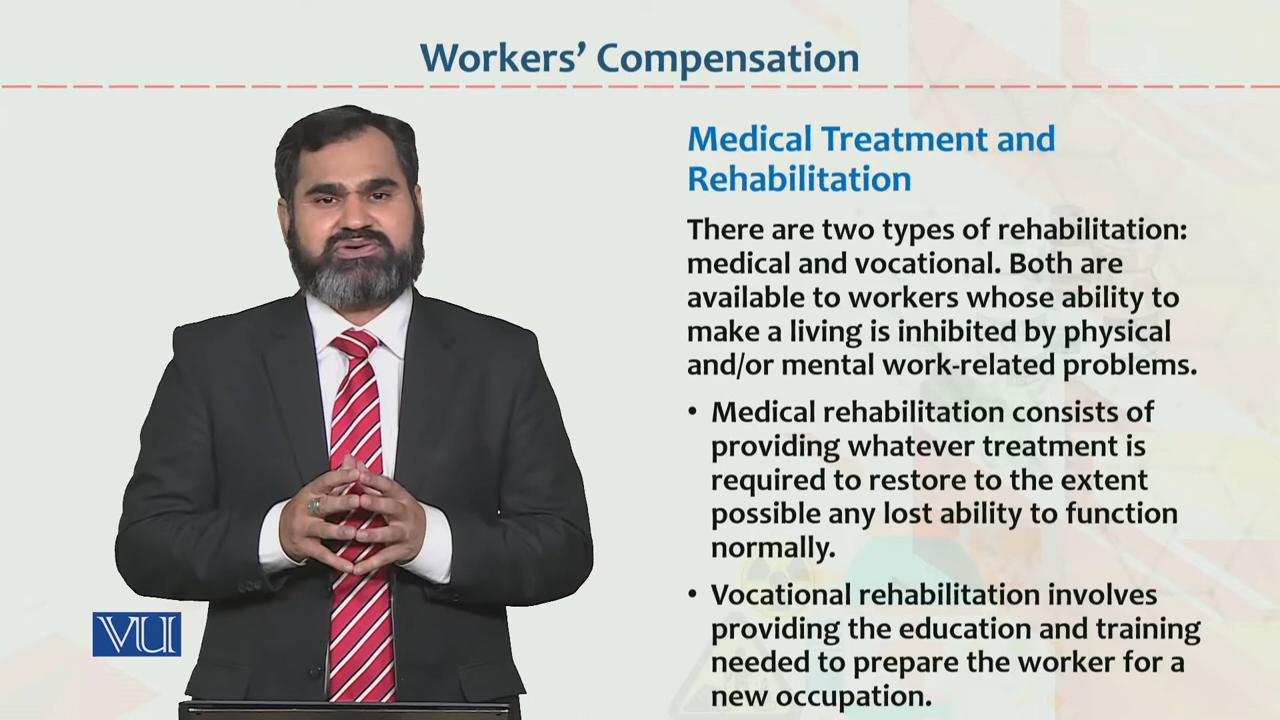 Workers’ Compensation
Medical Treatment and
Rehabilitation
There are two types of rehabilitation:
medical and vocational. Both are
available to workers whose ability to
make a living is inhibited by physical
and/or mental work-related problems.
• Medical rehabilitation consists of
providing whatever treatment is
required to restore to the extent
possible any lost ability to function
normally.
• Vocational rehabilitation involves
providing the education and training
needed to prepare the worker for a
new occupation.
VU